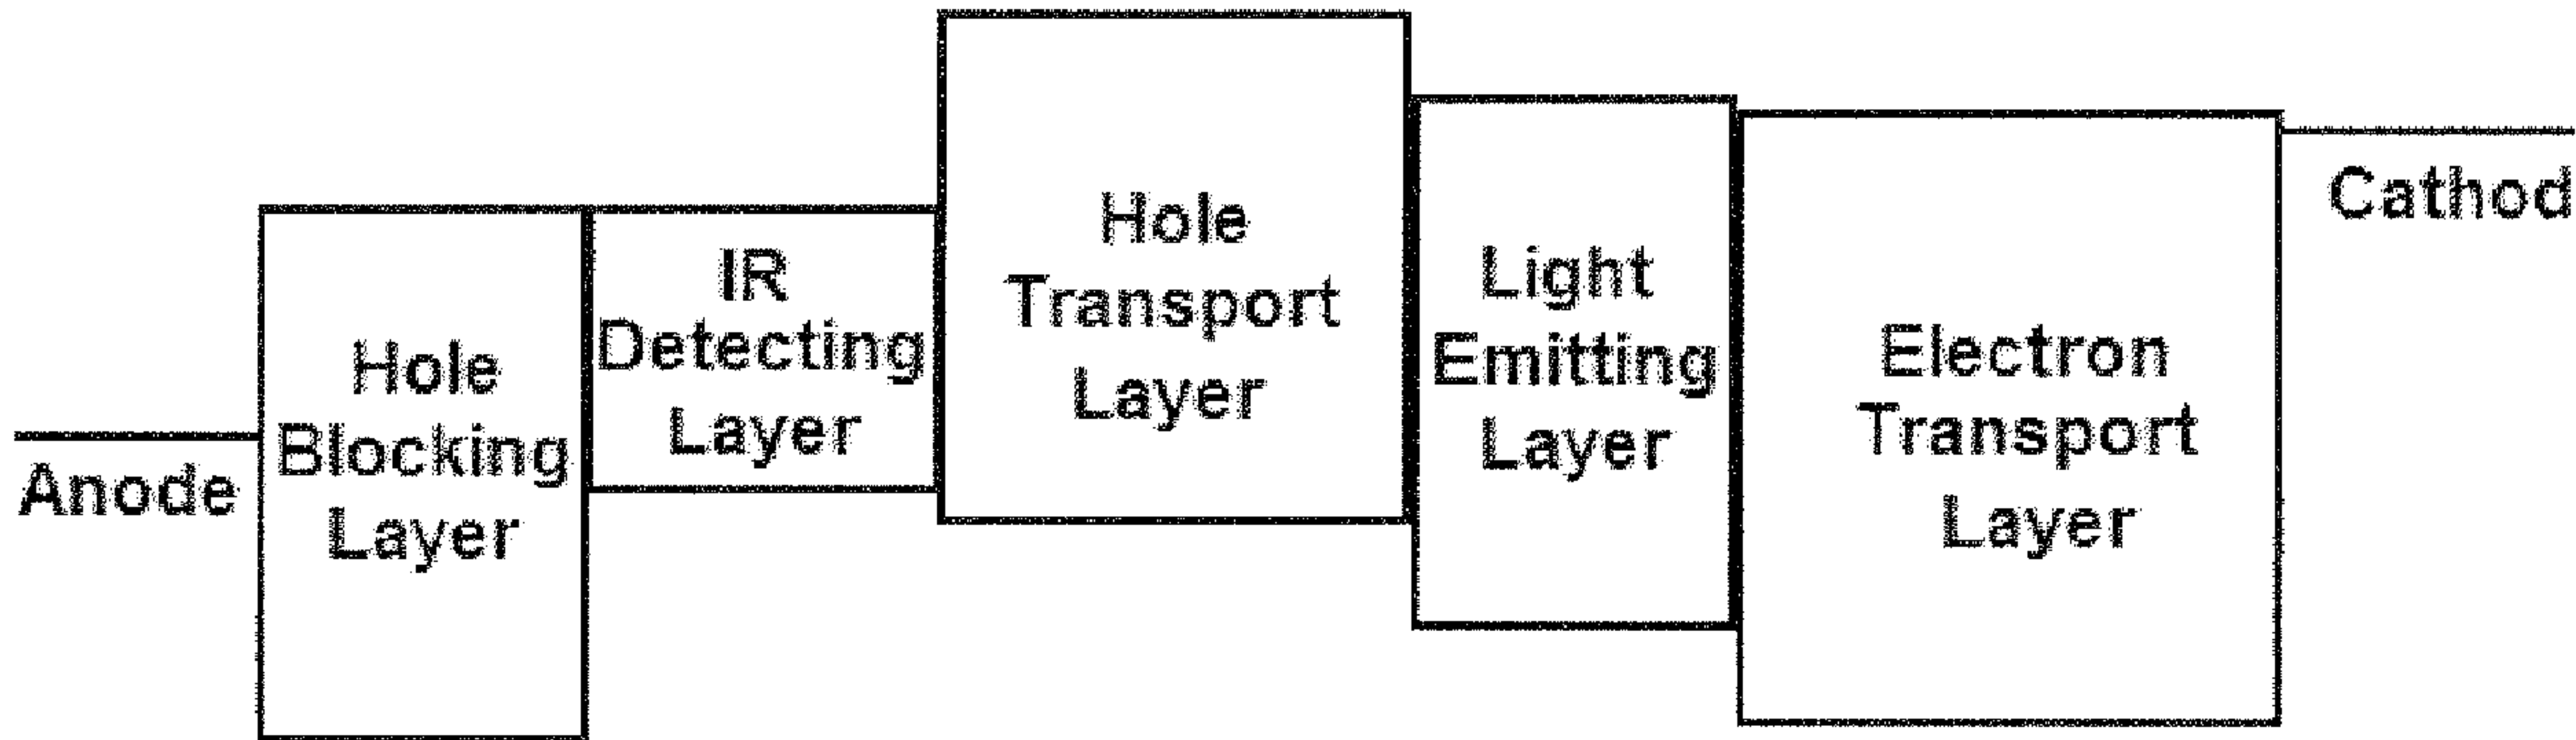 Anode
Hole
Blocking
Layer
IR
Detecting
Layer
Hole
Transport
Layer
Light
Emitting
Layer
Electron
Transport
Layer
Cathod